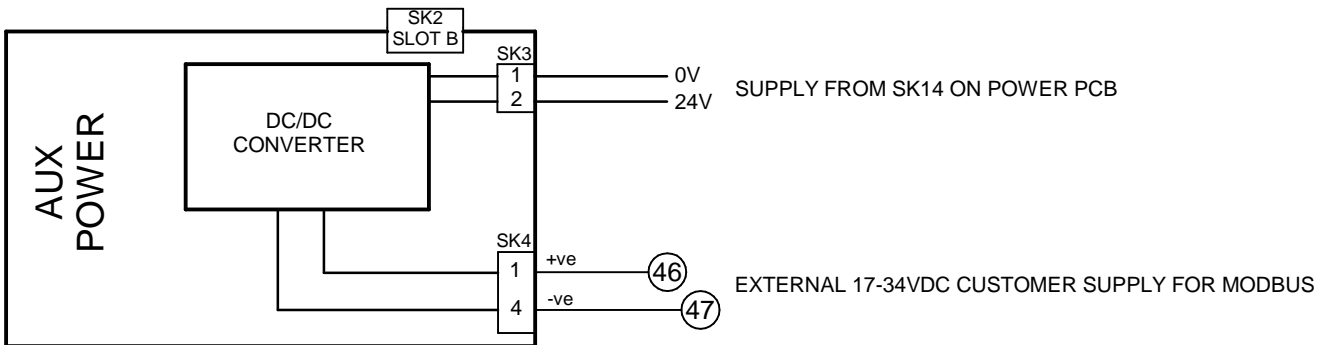 SK2
SLOT B
SK3
1
0V
2
24V
SUPPLY FROM SK14 ON POWER PCB
DC/DC
CONVERTER
AUX
POWER
SK4
1
+ve
46
4
-ve
47
EXTERNAL 17-34VDC CUSTOMER SUPPLY FOR MODBUS